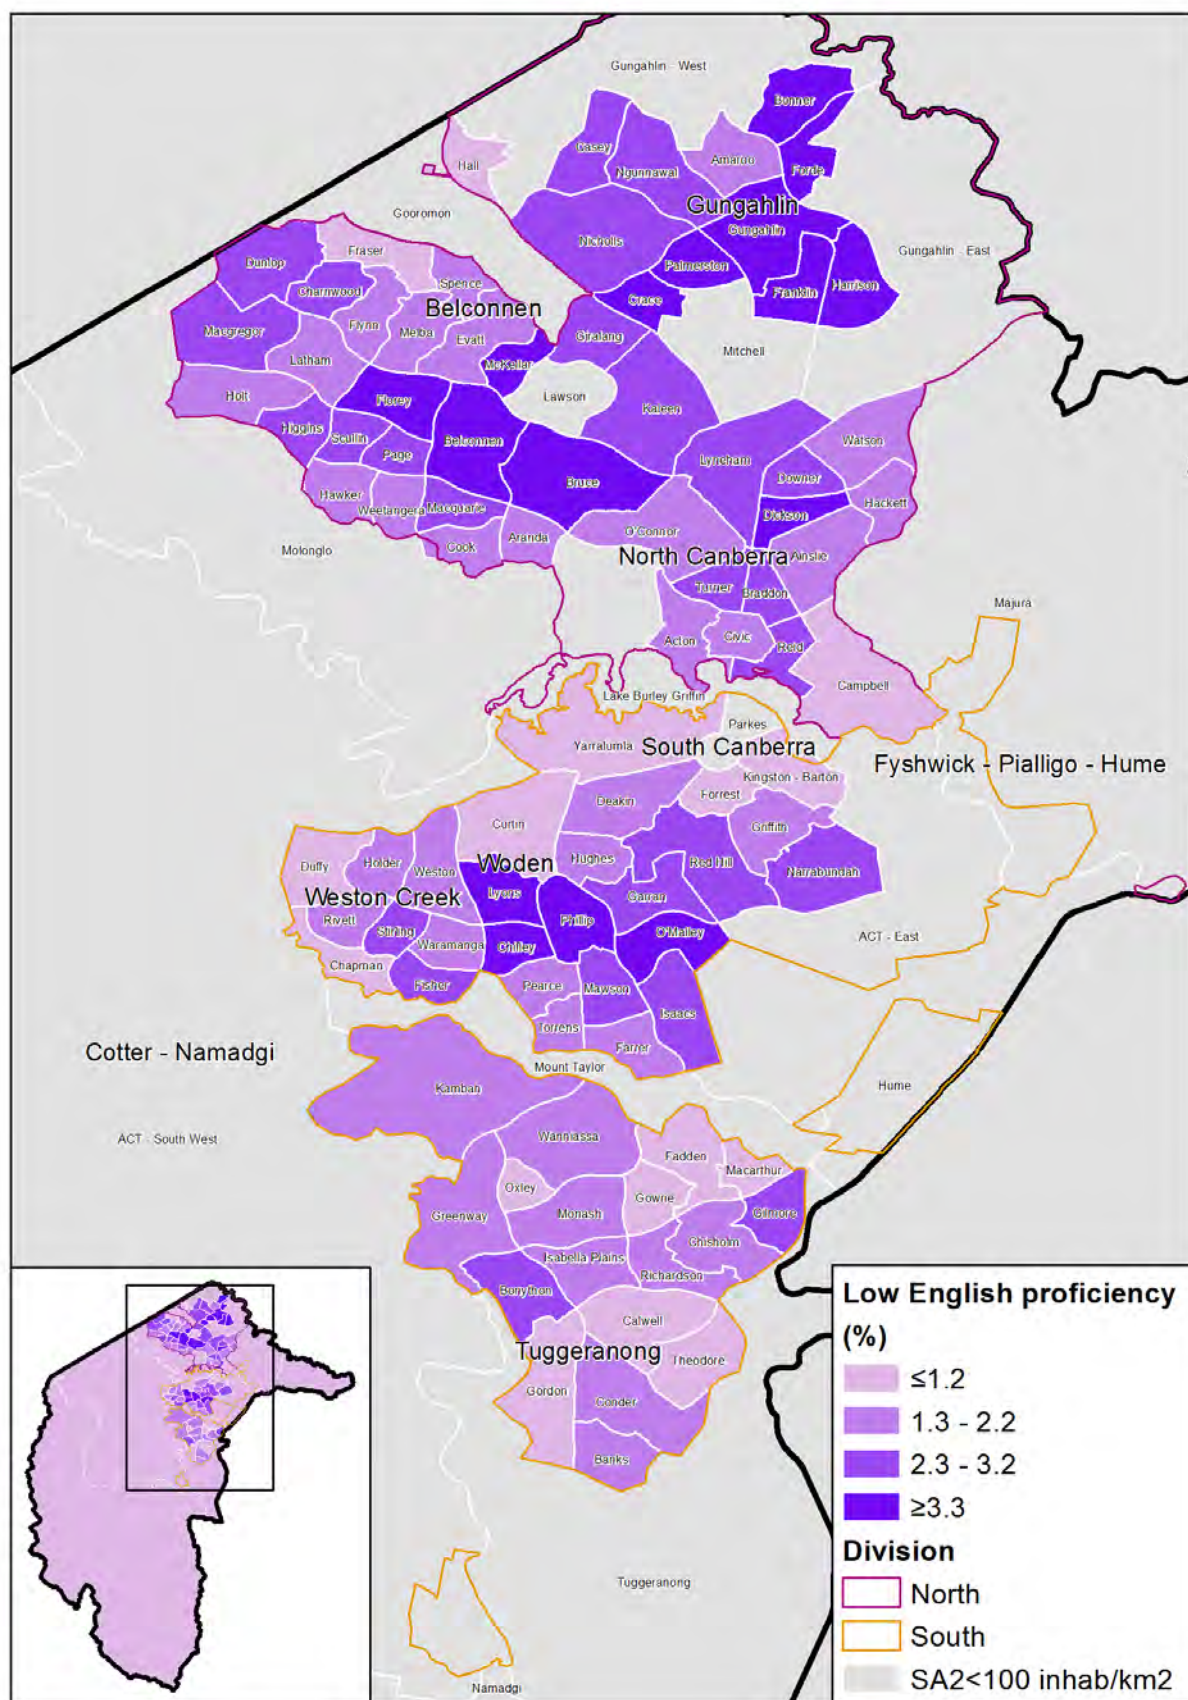 Gungahlin - West
Bonner
Hall
Casey
Ngunnawal
Amaroo
Forde
Gooromon
Gungahlin
Gungahlin
Nicholls
Gungahlin - East
Dunlop
Fraser
Palmerston
Spence
Charnwood
Crace
Franklin
Harrison
Belconnen
Macgregor
Flynn
Melba
Evatt
Giralang
Mitchell
Latham
McKellar
Holt
Florey
Lawson
Kaleen
Higgins
Scullin
Belconnen
Watson
Page
Lyneham
Downer
Bruce
Hawker
Weetangera
Macquarie
Dickson
Hackett
O'Connor
Aranda
Cook
Molonglo
North Canberra
Ainslie
Turner
Braddon
Majura
Acton
Civic
Reid
Campbell
Lake Burley Griffin
Parkes
Yarralumla
South Canberra
Fyshwick - Pialligo - Hume
Kingston - Barton
Forrest
Deakin
Curtin
Griffith
Hughes
Woden
Duffy
Holder
Weston
Red Hill
Narrabundah
Lyons
Garran
Weston Creek
Rivett
Phillip
Stirling
O'Malley
ACT - East
Waramanga
Chifley
Chapman
Fisher
Pearce
Mawson
Isaacs
Torrens
Farrer
Cotter - Namadgi
Mount Taylor
Kambah
Hume
ACT - South West
Wanniassa
Fadden
Macarthur
Oxley
Gowrie
Greenway
Monash
Gilmore
Chisholm
Isabella Plains
Richardson
Bonython
Calwell
Tuggeranong
Theodore
Gordon
Conder
Banks
Tuggeranong
Namadgi
Low English proficiency
(%)
≤1.2
1.3 - 2.2
2.3 - 3.2
≥3.3
Division
North
South
SA2<100 inhab/km2